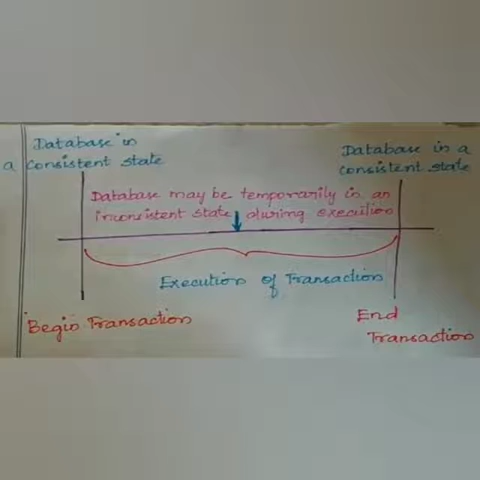 Database in
a consistent state
Database in a
consistent state
Database may be temporarily in an
inconsistent state during execution
Execution of Transaction
Begin Transaction
End
Transaction